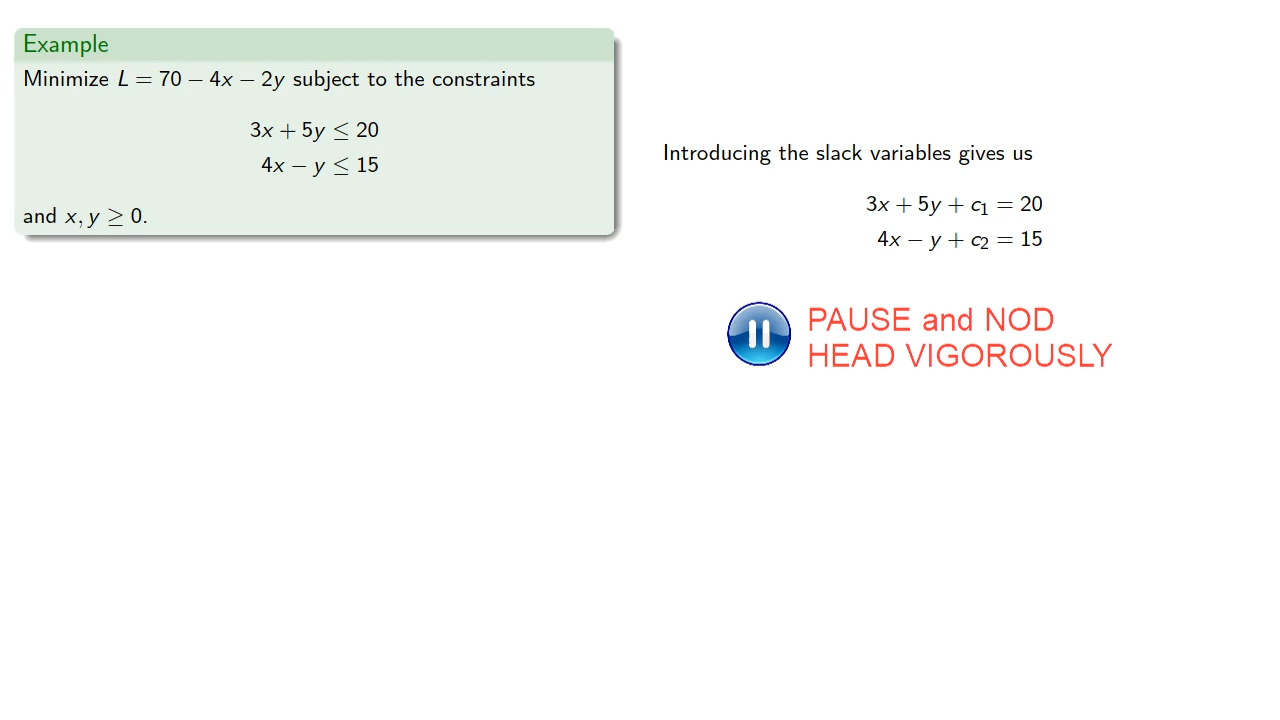 Example
Minimize L = 70 − 4x − 2y subject to the constraints
3x + 5y ≤ 20
4x − y ≤ 15
and x, y ≥ 0.
Introducing the slack variables gives us
3x + 5y + c₁ = 20
4x − y + c₂ = 15
PAUSE and NOD
HEAD VIGOROUSLY